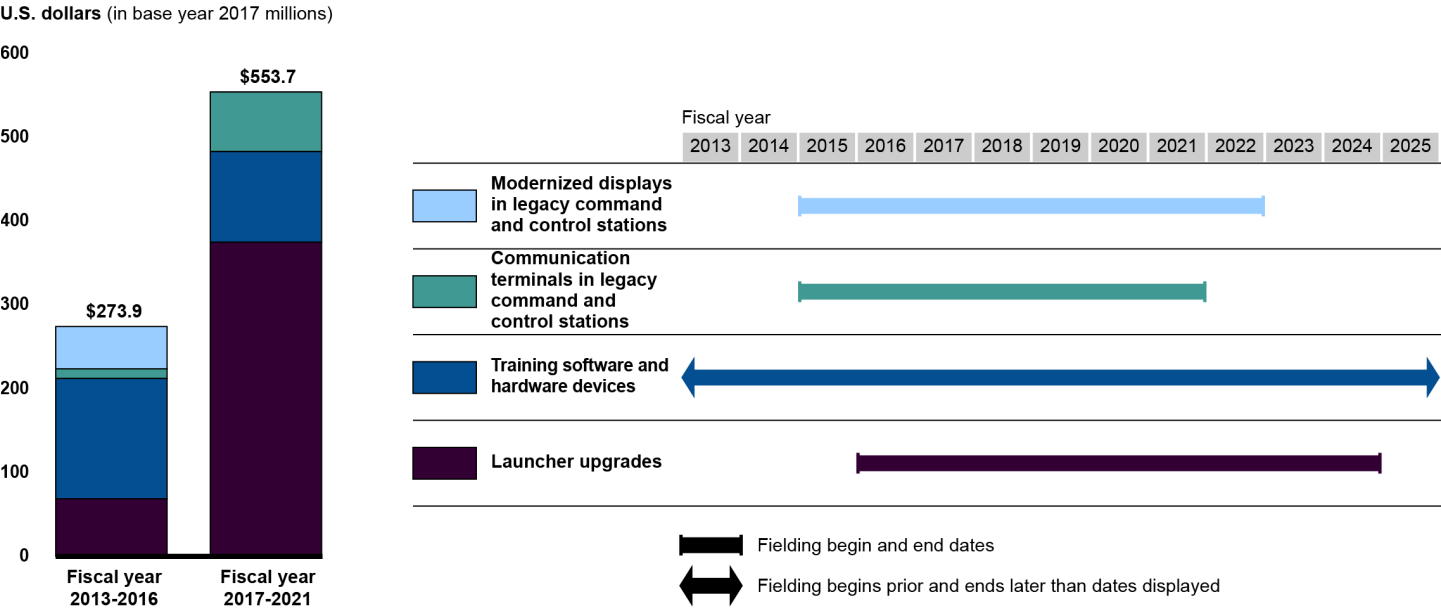 U.S. dollars (in base year 2017 millions)
600
500
400
300
200
100
0
$273.9
$553.7
Fiscal year
2013-2016
Fiscal year
2017-2021
Fiscal year
2013 2014 2015 2016 2017 2018 2019 2020 2021 2022 2023 2024 2025
Modernized displays
in legacy command
and control stations
Communication
terminals in legacy
command and
control stations
Training software and
hardware devices
Launcher upgrades
Fielding begin and end dates
Fielding begins prior and ends later than dates displayed